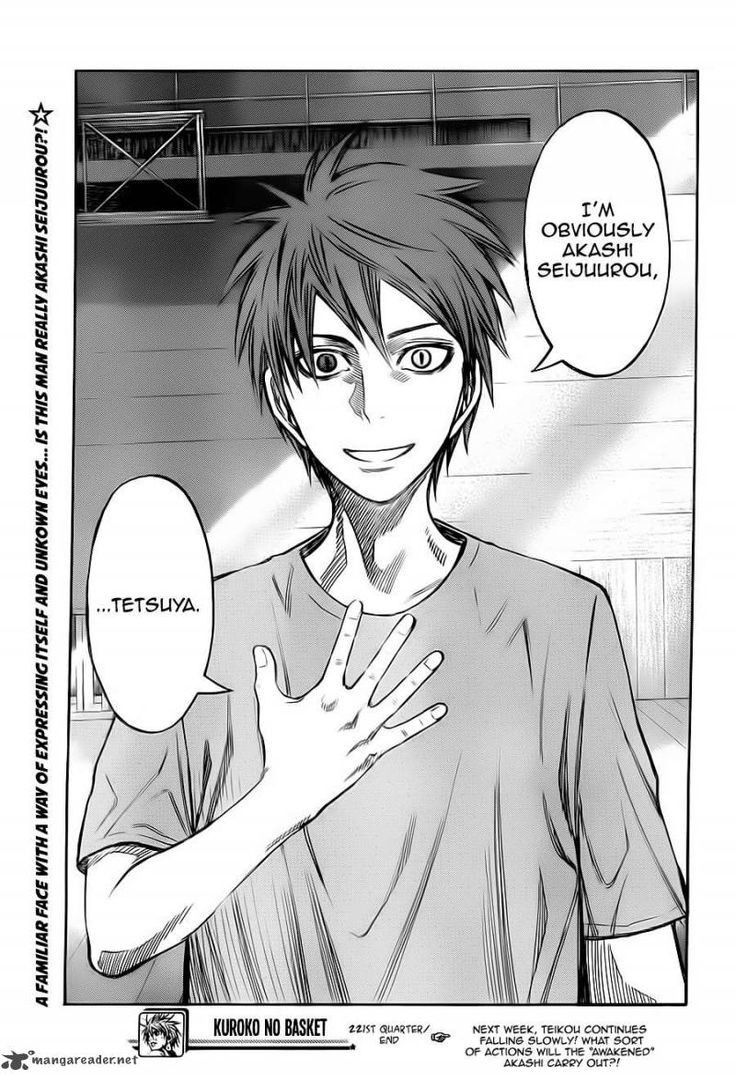 I'M
OBVIOUSLY
AKASHI
SEIJUUROU,
...TETSUYA.
A FAMILIAR FACE WITH A WAY OF EXPRESSING ITSELF AND UNKOWN EYES... IS THIS MAN REALLY AKASHI SEIJUUROU?!☆
KUROKO NO BASKET
221ST QUARTER/
END
☞ NEXT WEEK, TEIKOU CONTINUES
FALLING SLOWLY! WHAT SORT
OF ACTIONS WILL THE "AWAKENED"
AKASHI CARRY OUT?!
mangareader.net